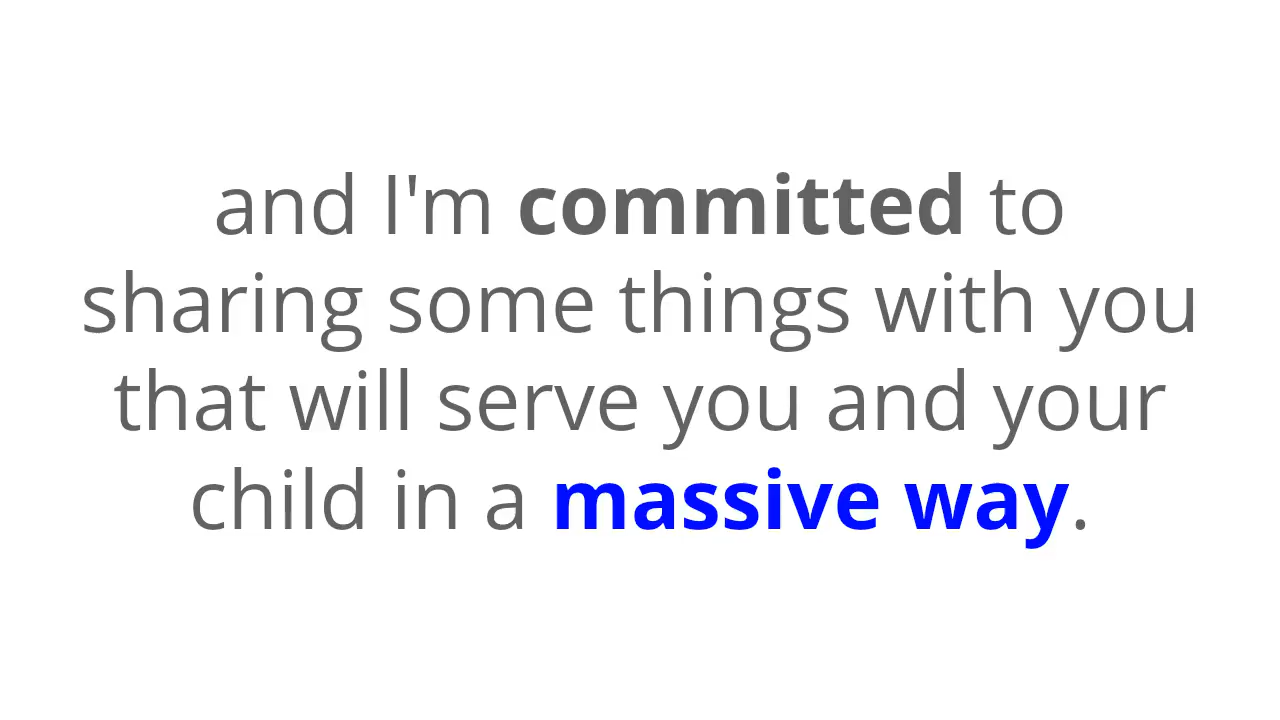 and I'm committed to
sharing some things with you
that will serve you and your
child in a massive way.